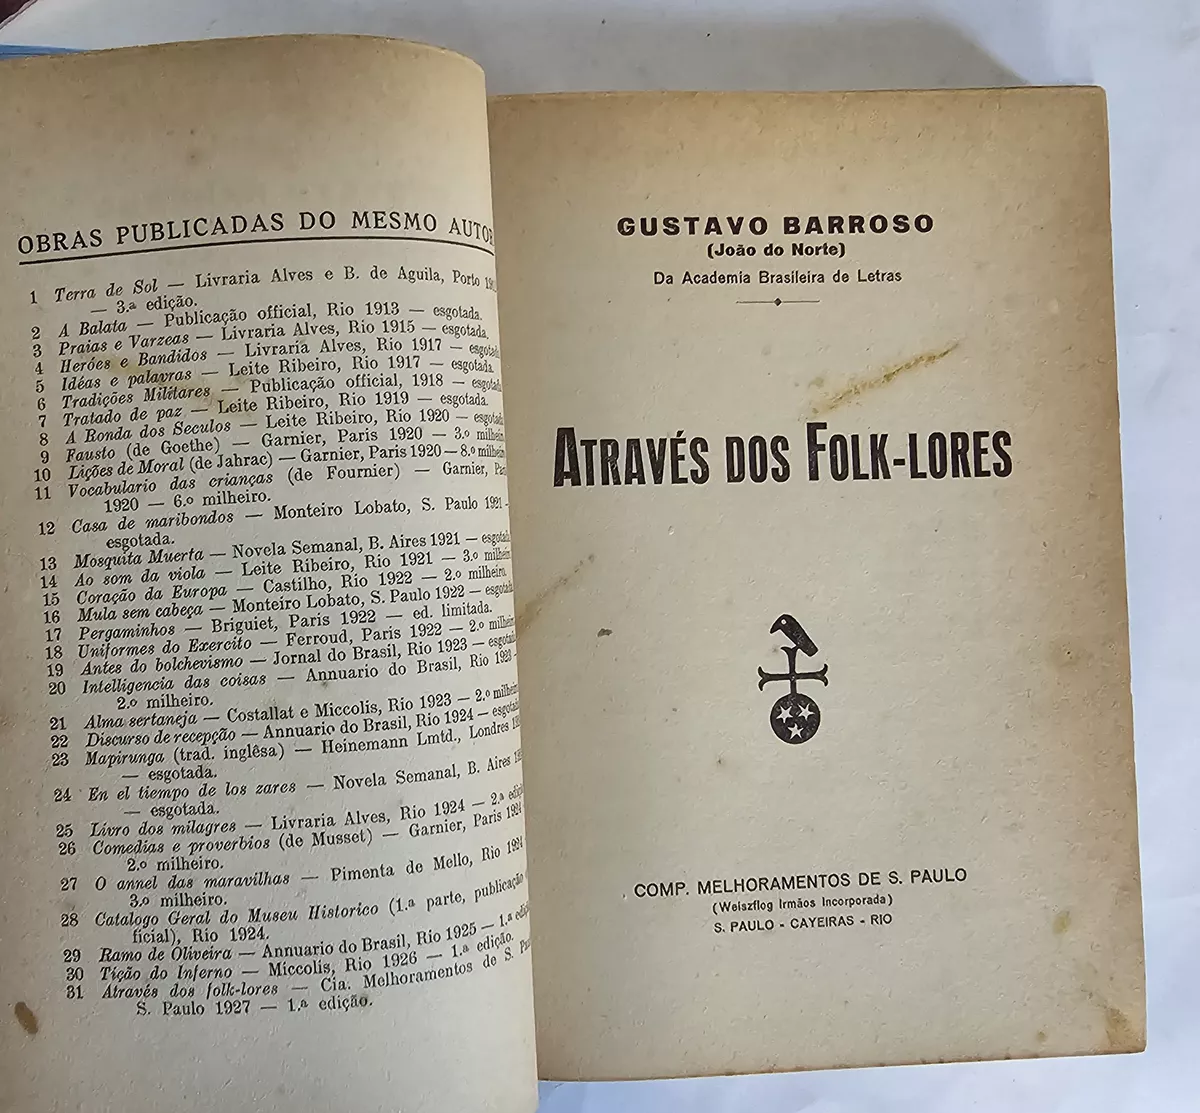 OBRAS PUBLICADAS DO MESMO AUTOR
1 Terra de Sol — Livraria Alves e B. de Aguila, Porto
— 3.ª edição.
2 A Balata — Publicação official, Rio 1913 — esgotada.
3 Praias e Varzeas — Livraria Alves, Rio 1915 — esgotada.
4 Heróes e Bandidos — Livraria Alves, Rio 1917 — esgotada
5 Idéas e palavras — Leite Ribeiro, Rio 1917 — esgotada.
6 Tradições Militares — Publicação official, 1918 — esgotada
7 Tratado de paz — Leite Ribeiro, Rio 1919 — esgotada.
8 A Ronda dos Seculos — Leite Ribeiro, Rio 1920 — esgotada
9 Fausto (de Goethe) — Garnier, Paris 1920 — 3.º milheiro
10 Lições de Moral (de Jahrac) — Garnier, Paris 1920 — 8.º milheiro
11 Vocabulario das crianças (de Fournier) — Garnier,
1920 — 6.º milheiro.
12 Casa de maribondos — Monteiro Lobato, S. Paulo 1921 —
esgotada.
13 Mosquita Muerta — Novela Semanal, B. Aires 1921 — esgotada
14 Ao som da viola — Leite Ribeiro, Rio 1921 — 3.º milheiro
15 Coração da Europa — Castilho, Rio 1922 — 2.º milheiro.
16 Mula sem cabeça — Monteiro Lobato, S. Paulo 1922 — esgotada
17 Pergaminhos — Briguiet, Paris 1922 — ed. limitada.
18 Uniformes do Exercito — Ferroud, Paris 1922 — 2.º milheiro
19 Antes do bolchevismo — Jornal do Brasil, Rio 1923 — esgotada
20 Intelligencia das coisas — Annuario do Brasil, Rio 1923 —
2.º milheiro.
21 Alma sertaneja — Costallat e Miccolis, Rio 1923 — 2.º milheiro
22 Discurso de recepção — Annuario do Brasil, Rio 1924 — esgotada
23 Mapirunga (trad. inglêsa) — Heinemann Lmtd., Londres
— esgotada.
24 En el tiempo de los zares — Novela Semanal, B. Aires
— esgotada.
25 Livro dos milagres — Livraria Alves, Rio 1924 — 2.ª edição
26 Comedias e proverbios (de Musset) — Garnier, Paris 1924
2.º milheiro.
27 O annel das maravilhas — Pimenta de Mello, Rio 1924
3.º milheiro.
28 Catalogo Geral do Museu Historico (1.ª parte, publicação
ficial), Rio 1924.
29 Ramo de Oliveira — Annuario do Brasil, Rio 1925 — 1.ª edição
30 Tição do Inferno — Miccolis, Rio 1926 — 1.ª edição.
31 Através dos folk-lores — Cia. Melhoramentos de S.
S. Paulo 1927 — 1.ª edição.
GUSTAVO BARROSO
(João do Norte)
Da Academia Brasileira de Letras
ATRAVÉS DOS FOLK-LORES
COMP. MELHORAMENTOS DE S. PAULO
(Weiszflog Irmãos Incorporada)
S. PAULO - CAYEIRAS - RIO